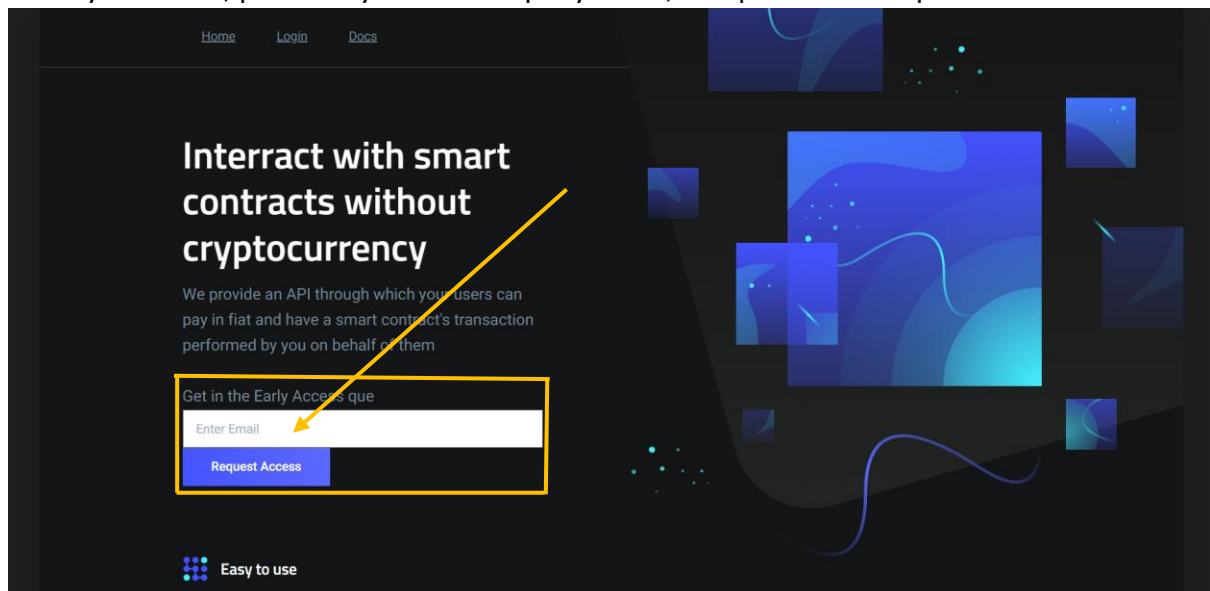 Home Login Docs
Interract with smart
contracts without
cryptocurrency
We provide an API through which your users can
pay in fiat and have a smart contract's transaction
performed by you on behalf of them
Get in the Early Access que
Enter Email
Request Access
Easy to use